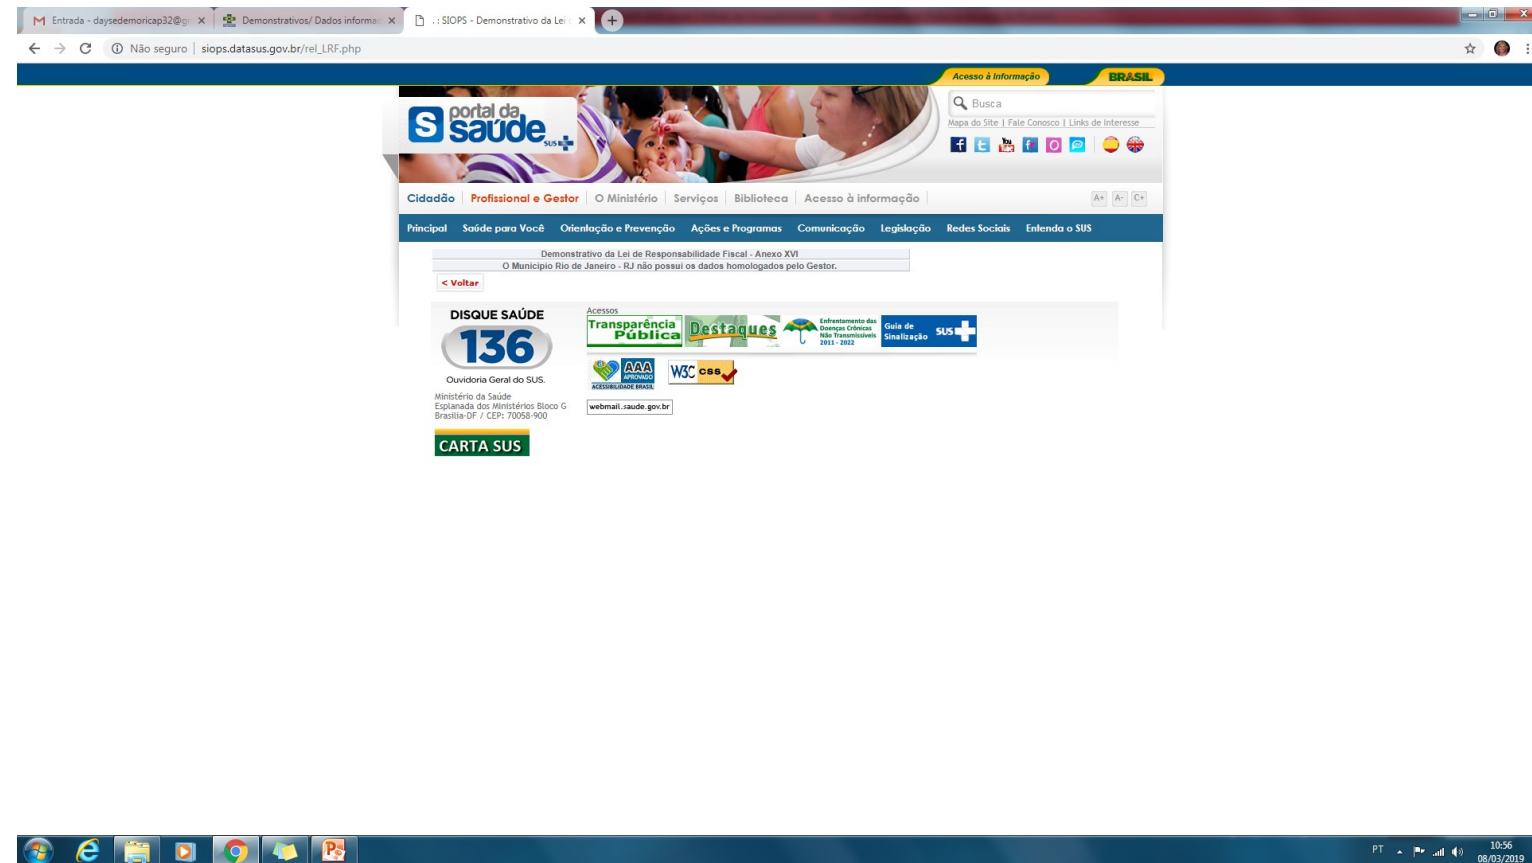 Entrada - daysedemoricap32@g
Demonstrativos/ Dados informa
. : SIOPS - Demonstrativo da Lei
Não seguro | siops.datasus.gov.br/rel_LRF.php
Acesso à Informação
BRASIL
portal da saúde
SUS
Busca
Mapa do Site | Fale Conosco | Links de Interesse
Cidadão | Profissional e Gestor | O Ministério | Serviços | Biblioteca | Acesso à informação
A+ A- C+
Principal Saúde para Você Orientação e Prevenção Ações e Programas Comunicação Legislação Redes Sociais Entenda o SUS
Demonstrativo da Lei de Responsabilidade Fiscal - Anexo XVI
O Municipio Rio de Janeiro - RJ não possui os dados homologados pelo Gestor.
< Voltar
DISQUE SAÚDE
136
Ouvidoria Geral do SUS.
Ministério da Saúde
Esplanada dos Ministérios Bloco G
Brasília-DF / CEP: 70058-900
CARTA SUS
Acessos
Transparência
Pública
Destaques
Enfrentamento das
Doenças Crônicas
Não Transmissíveis
2011 - 2022
Guia de
Sinalização
SUS
AAA
APROVADO
ACESSIBILIDADE BRASIL
W3C css
webmail.saude.gov.br
PT
10:56
08/03/2019